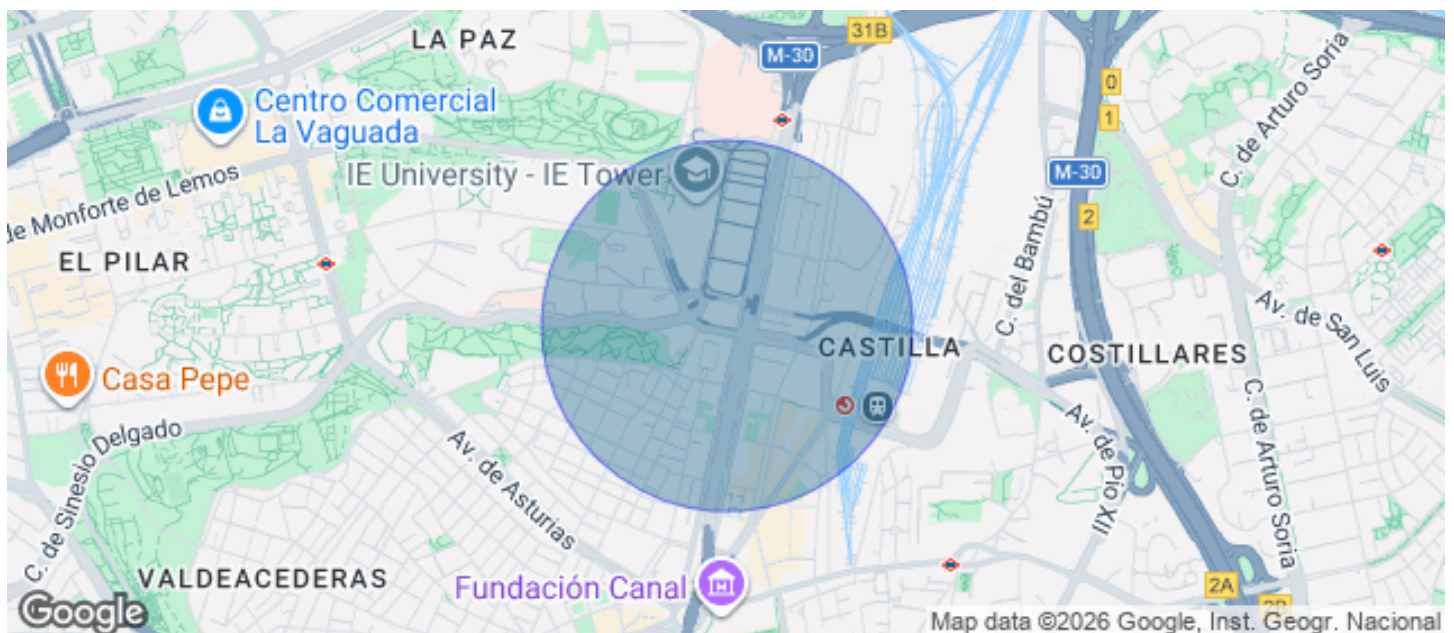 LA PAZ
31B
M-30
Centro Comercial
La Vaguada
0
1
C. de Arturo Soria
IE University - IE Tower
de Monforte de Lemos
M-30
2
EL PILAR
C. del Bambú
Av. de San Luis
CASTILLA
COSTILLARES
Casa Pepe
C. de Sinesio Delgado
Av. de Asturias
Av. de Pío XII
C. de Arturo Soria
VALDEACEDERAS
Fundación Canal
2A
2B
Google
Map data ©2026 Google, Inst. Geogr. Nacional